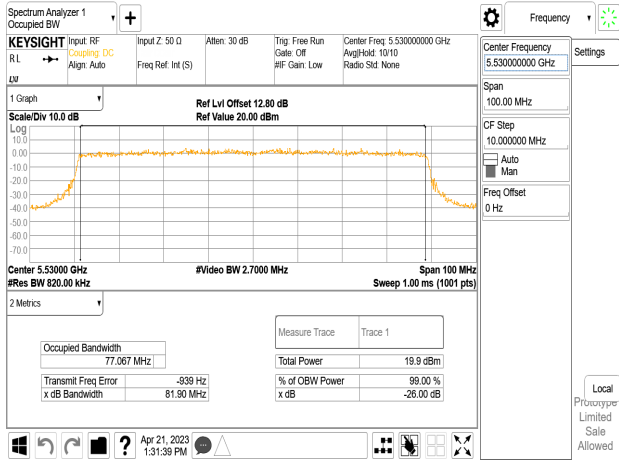 Spectrum Analyzer 1
Occupied BW
Frequency
KEYSIGHT
R L
Input: RF
Coupling: DC
Align: Auto
Input Z: 50 Ω
Freq Ref: Int (S)
Atten: 30 dB
Trig: Free Run
Gate: Off
#IF Gain: Low
Center Freq: 5.530000000 GHz
Avg|Hold: 10/10
Radio Std: None
Center Frequency
5.530000000 GHz
Settings
Span
100.00 MHz
CF Step
10.000000 MHz
Auto
Man
Freq Offset
0 Hz
1 Graph
Scale/Div 10.0 dB
Ref Lvl Offset 12.80 dB
Ref Value 20.00 dBm
Log
10.0
0.00
-10.0
-20.0
-30.0
-40.0
-50.0
-60.0
-70.0
Center 5.53000 GHz
#Res BW 820.00 kHz
#Video BW 2.7000 MHz
Span 100 MHz
Sweep 1.00 ms (1001 pts)
2 Metrics
Measure Trace
Trace 1
Occupied Bandwidth
77.067 MHz
Total Power
19.9 dBm
Transmit Freq Error
-939 Hz
% of OBW Power
99.00 %
x dB Bandwidth
81.90 MHz
x dB
-26.00 dB
Local
Prototype
Limited
Sale
Allowed
Apr 21, 2023
1:31:39 PM